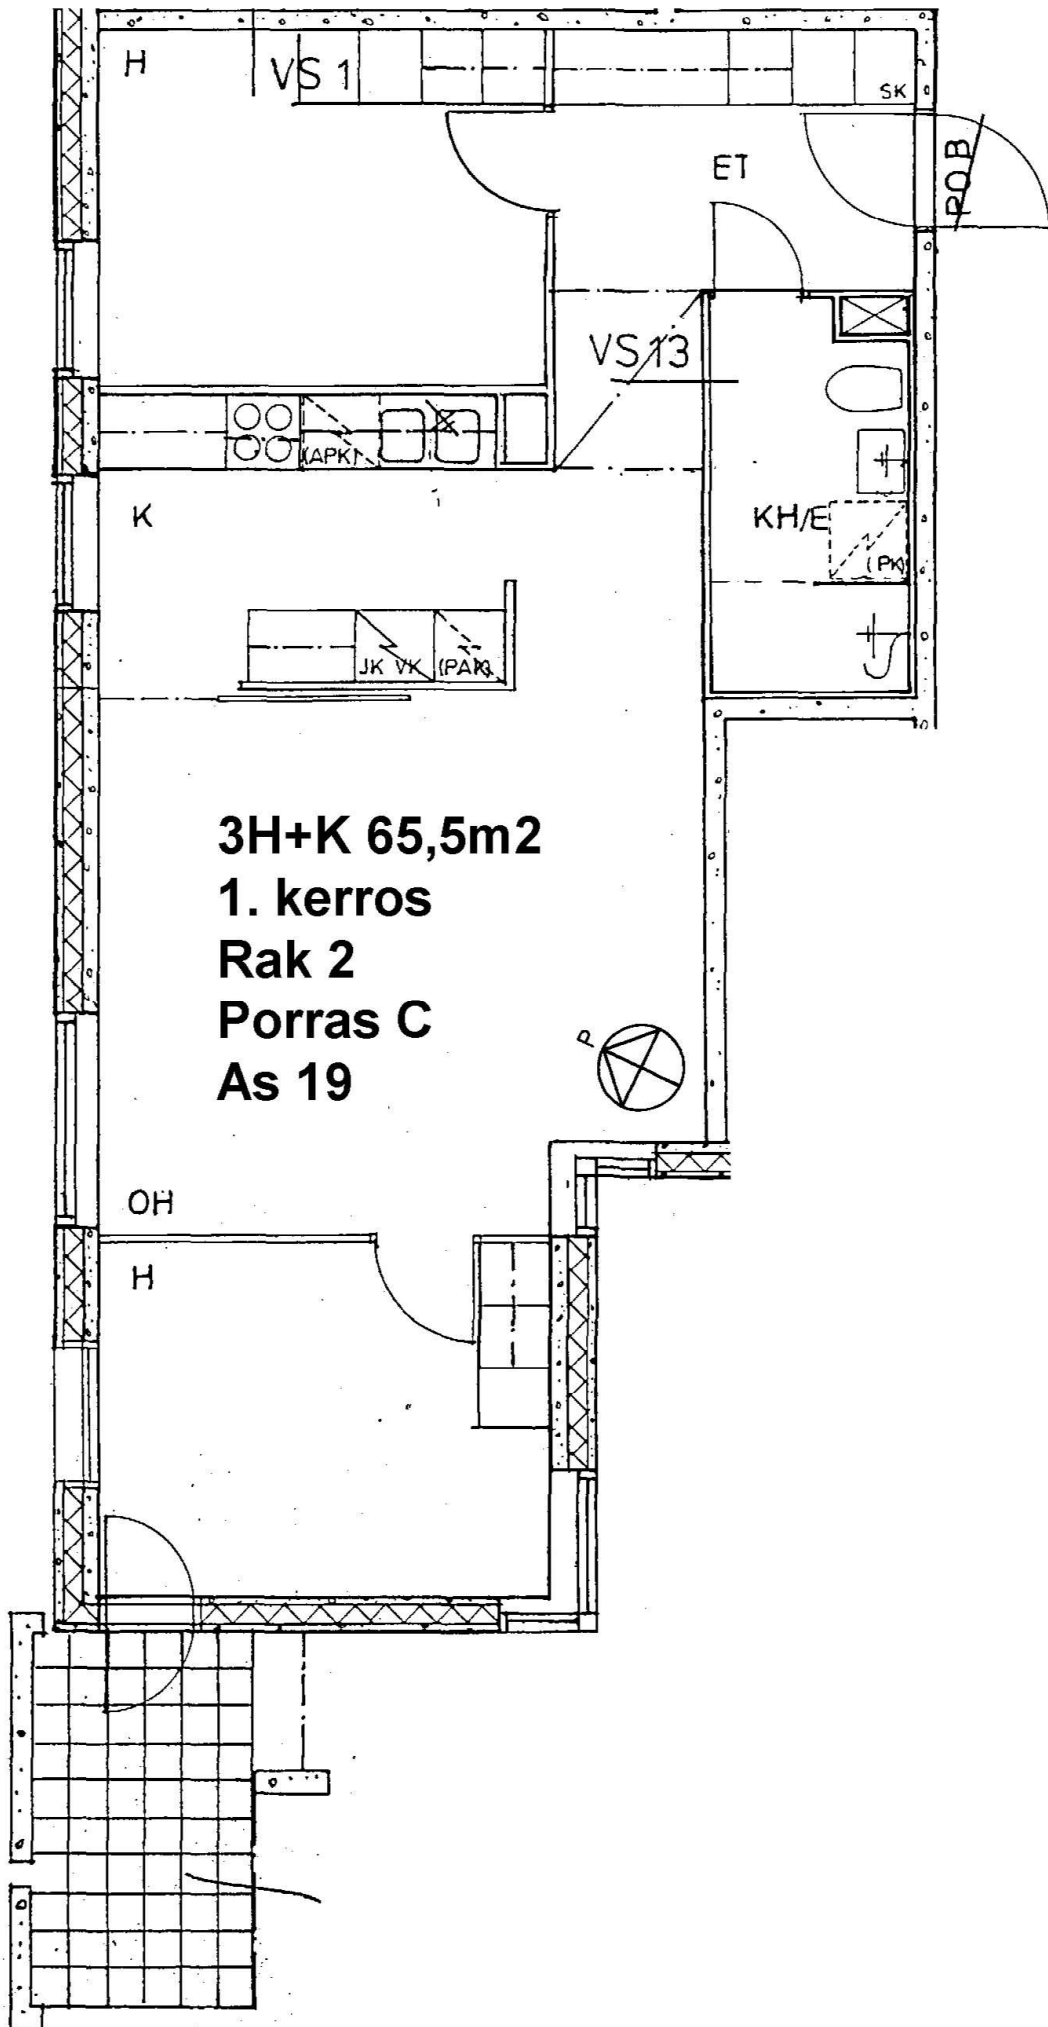 H
VS 1
SK
ET
POB
VS 13
(APK)
K
KH/E
(PK)
JK VK
(PAK)
3H+K 65,5m2
1. kerros
Rak 2
Porras C
As 19
P
OH
H